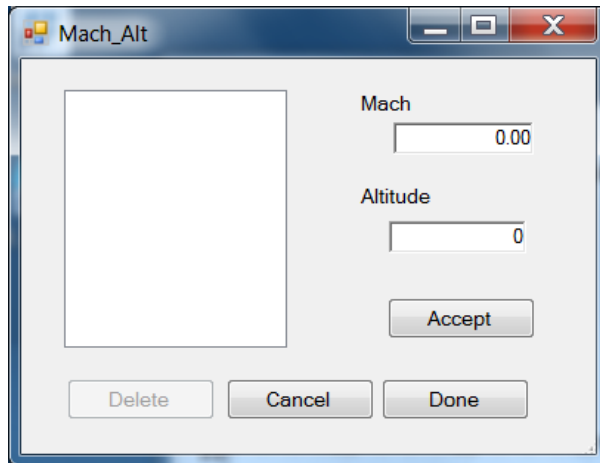 Mach_Alt
Mach
0.00
Altitude
0
Accept
Delete
Cancel
Done